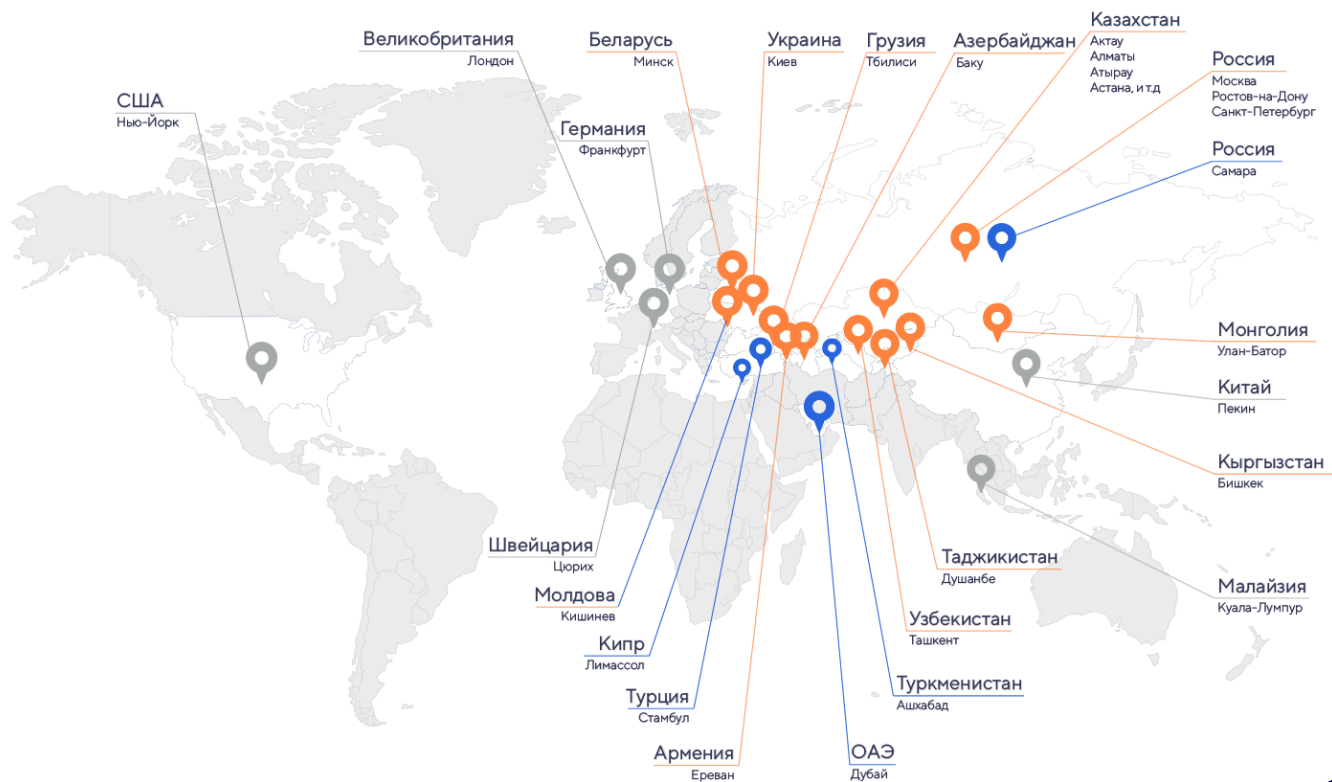 Великобритания
Лондон
Беларусь
Минск
Украина
Киев
Грузия
Тбилиси
Азербайджан
Баку
Казахстан
Актау
Алматы
Атырау
Астана, и т.д
Россия
Москва
Ростов-на-Дону
Санкт-Петербург
США
Нью-Йорк
Германия
Франкфурт
Россия
Самара
Монголия
Улан-Батор
Китай
Пекин
Кыргызстан
Бишкек
Швейцария
Цюрих
Таджикистан
Душанбе
Малайзия
Куала-Лумпур
Молдова
Кишинев
Узбекистан
Ташкент
Кипр
Лимассол
Турция
Стамбул
Туркменистан
Ашхабад
Армения
Ереван
ОАЭ
Дубай